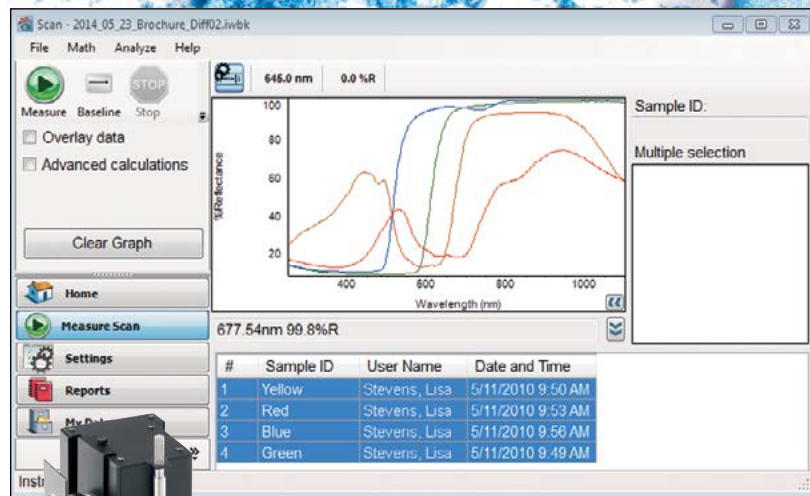 Scan - 2014_05_23_Brochure_Diff02.iwbk
File Math Analyze Help
STOP
Measure Baseline Stop
Overlay data
Advanced calculations
Clear Graph
Home
Measure Scan
Settings
Reports
645.0 nm 0.0 %R
100
80
60
40
20
%Reflectance
400 600 800 1000
Wavelength (nm)
677.54nm 99.8%R
Sample ID:
Multiple selection
# Sample ID User Name Date and Time
1 Yellow Stevens, Lisa 5/11/2010 9:50 AM
2 Red Stevens, Lisa 5/11/2010 9:53 AM
3 Blue Stevens, Lisa 5/11/2010 9:56 AM
4 Green Stevens, Lisa 5/11/2010 9:49 AM